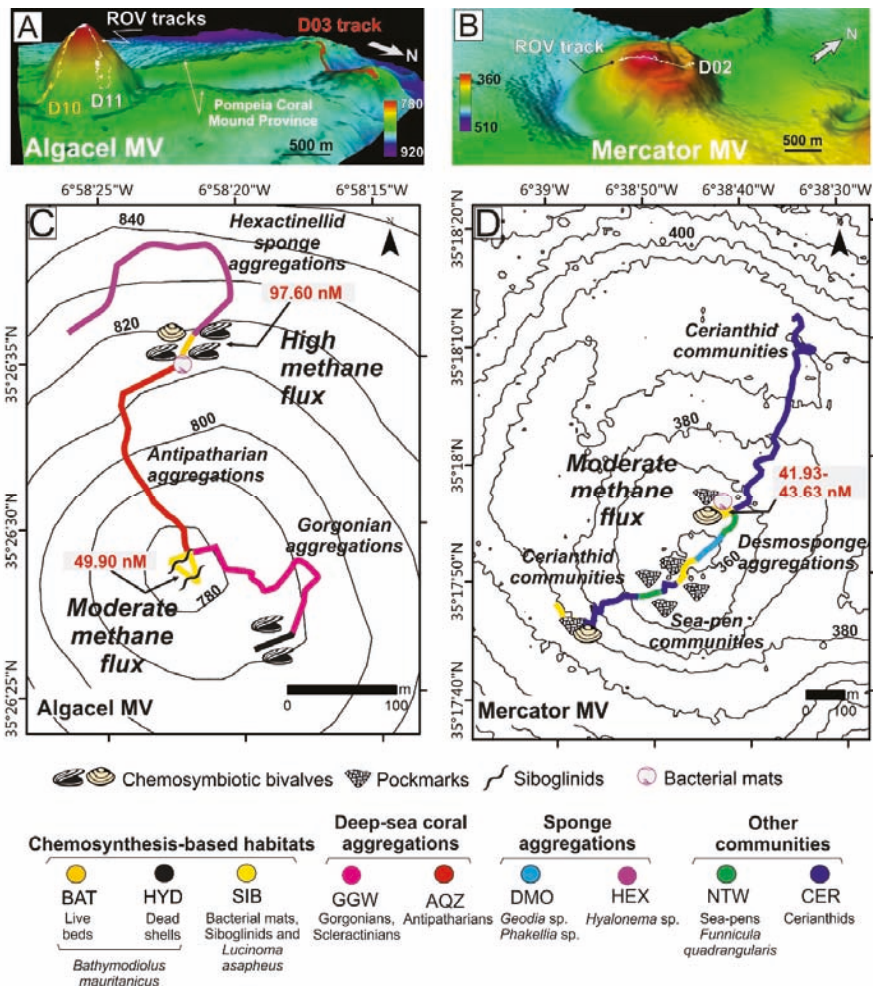 A
ROV tracks
D03 track
N
D10
D11
Pompeia Coral
Mound Province
780
920
500 m
Algacel MV
B
ROV track
D02
N
360
510
500 m
Mercator MV
6°58'25"W
6°58'20"W
6°58'15"W
C
840
Hexactinellid
sponge
aggregations
N
97.60 nM
820
High
methane
flux
35°26'35"N
800
Antipatharian
aggregations
35°26'30"N
Gorgonian
aggregations
49.90 nM
780
Moderate
methane
flux
35°26'25"N
0
100
m
Algacel MV
6°39'W
6°38'50"W
6°38'40"W
6°38'30"W
D
35°18'20"N
400
N
35°18'10"N
Cerianthid
communities
380
35°18'N
Moderate
methane
flux
41.93-
43.63 nM
Desmosponge
aggregations
360
Cerianthid
communities
35°17'50"N
Sea-pen
communities
380
35°17'40"N
0
100
m
Mercator MV
Chemosymbiotic bivalves
Pockmarks
Siboglinids
Bacterial mats
Chemosynthesis-based habitats
Deep-sea coral
aggregations
Sponge
aggregations
Other
communities
BAT
HYD
SIB
GGW
AQZ
DMO
HEX
NTW
CER
Live
beds
Dead
shells
Bacterial mats,
Siboglinids and
Lucinoma
asapheus
Gorgonians,
Scleractinians
Antipatharians
Geodia sp.
Phakellia sp.
Hyalonema sp.
Sea-pens
Funnicula
quadrangularis
Cerianthids
Bathymodiolus
mauritanicus